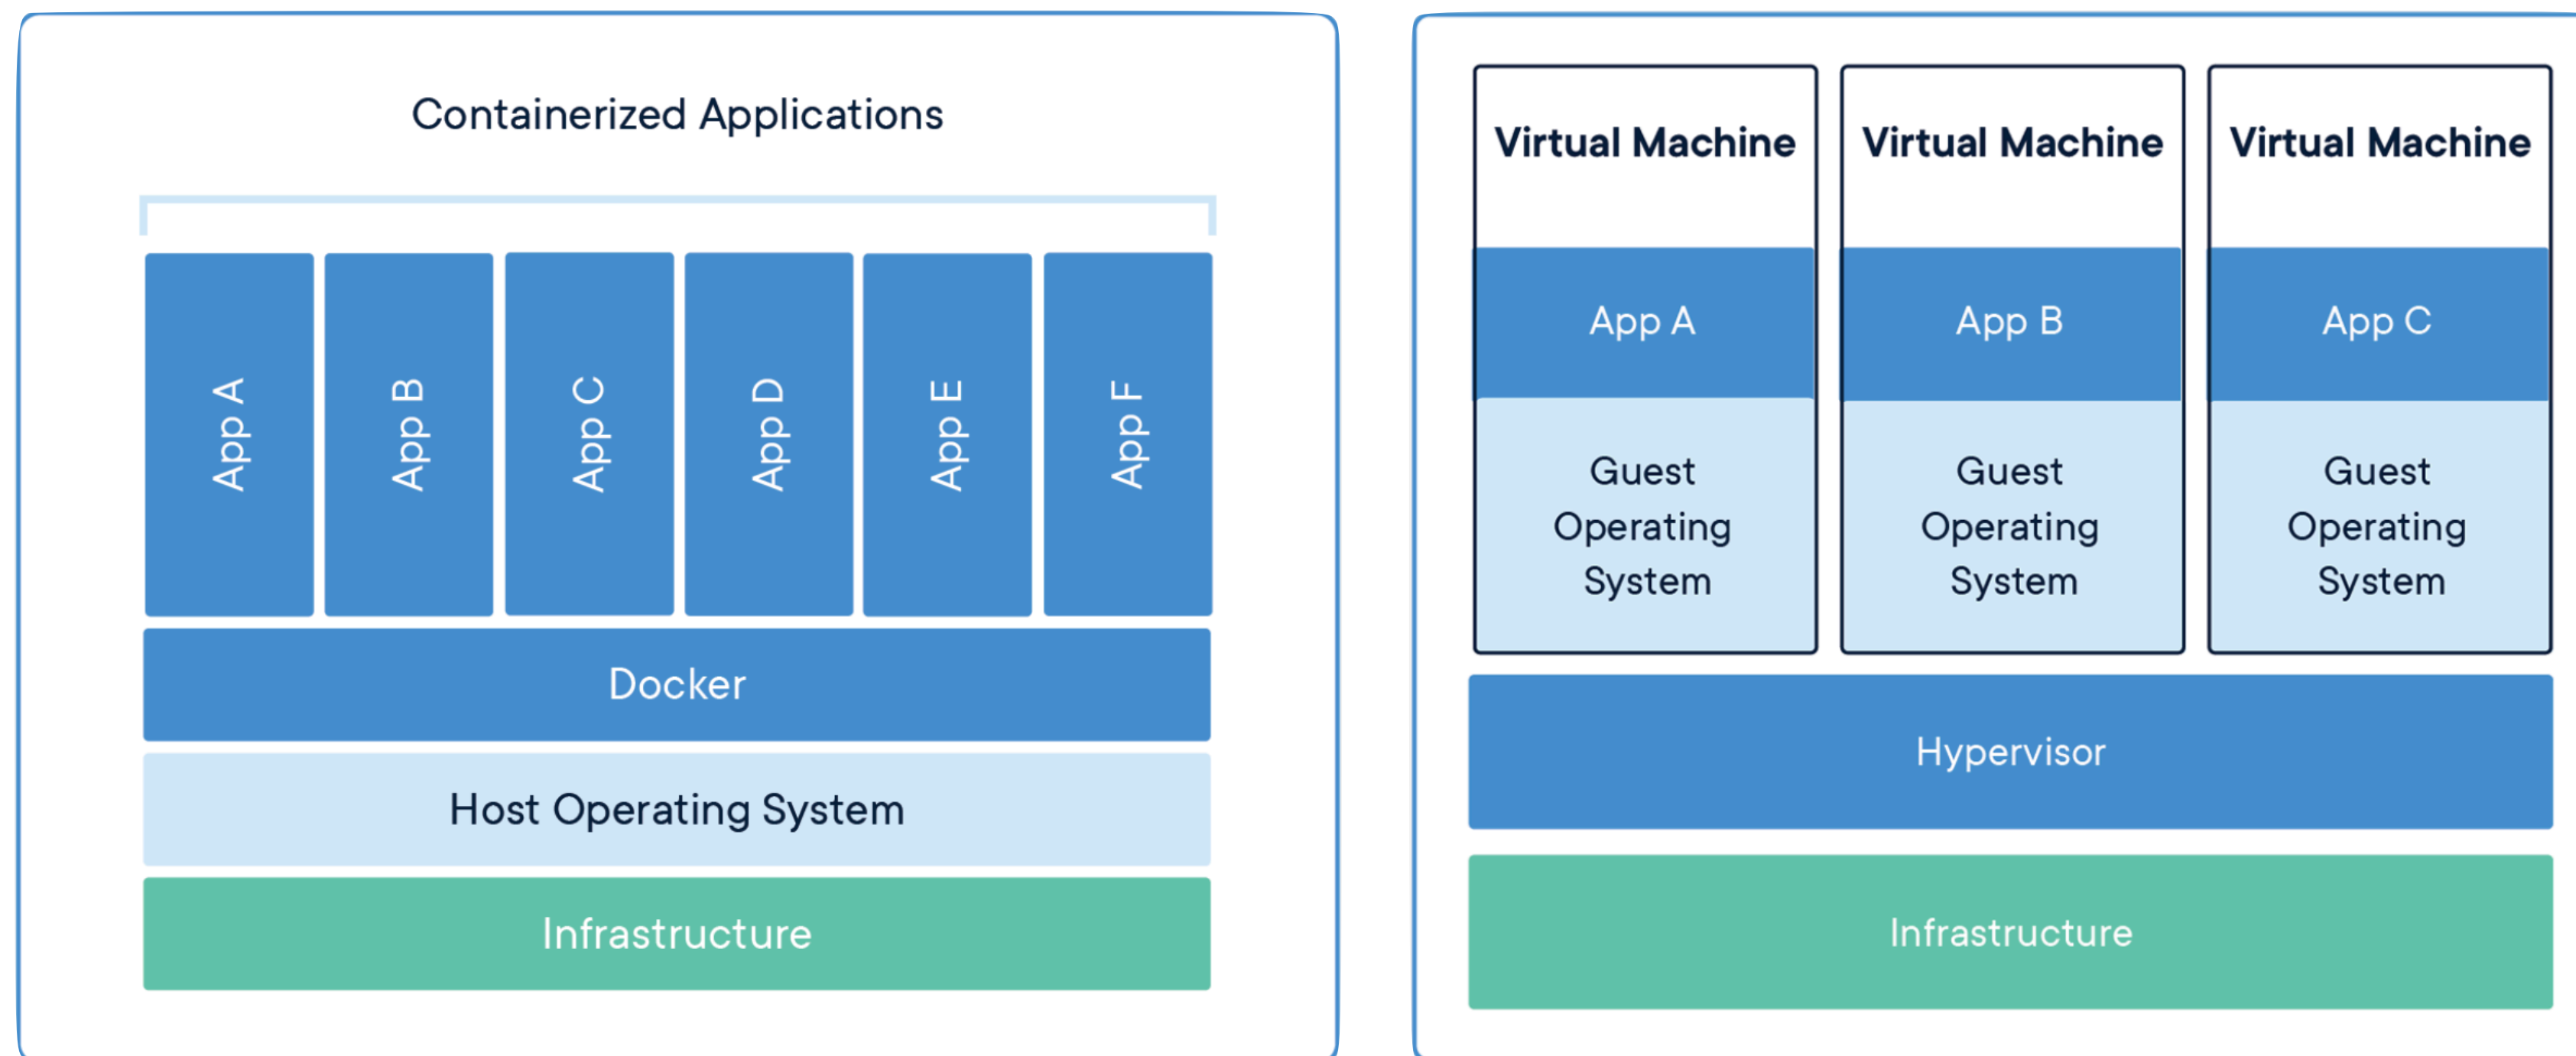 Containerized Applications
App A
App B
App C
App D
App E
App F
Docker
Host Operating System
Infrastructure
Virtual Machine
App A
Guest
Operating
System
Virtual Machine
App B
Guest
Operating
System
Virtual Machine
App C
Guest
Operating
System
Hypervisor
Infrastructure